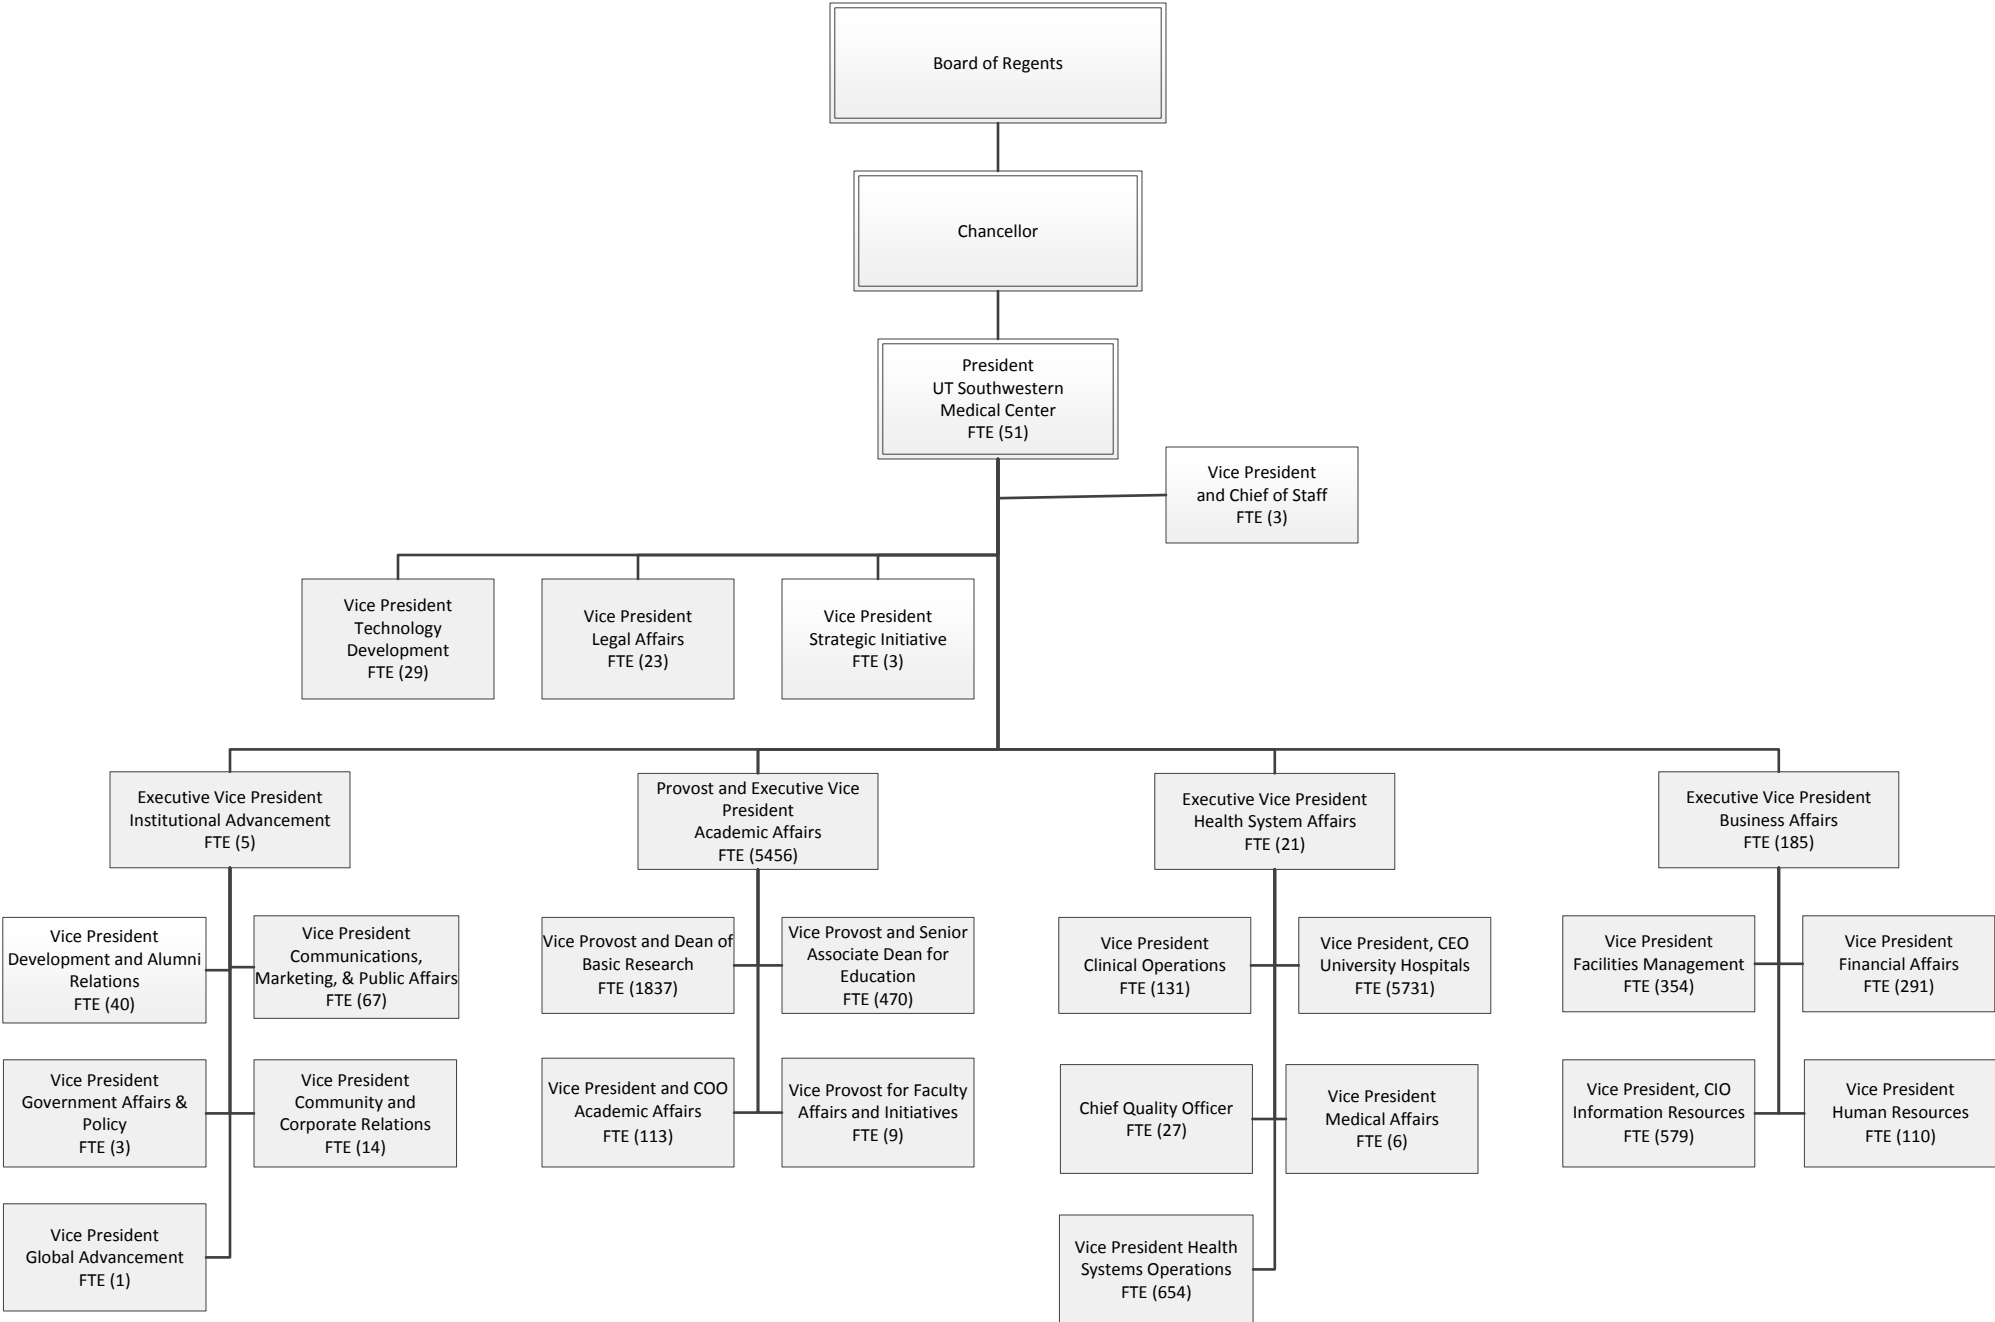 Board of Regents
Chancellor
President
UT Southwestern
Medical Center
FTE (51)
Vice President
and Chief of Staff
FTE (3)
Vice President
Technology
Development
FTE (29)
Vice President
Legal Affairs
FTE (23)
Vice President
Strategic Initiative
FTE (3)
Executive Vice President
Institutional Advancement
FTE (5)
Provost and Executive Vice
President
Academic Affairs
FTE (5456)
Executive Vice President
Health System Affairs
FTE (21)
Executive Vice President
Business Affairs
FTE (185)
Vice President
Development and Alumni
Relations
FTE (40)
Vice President
Communications,
Marketing, & Public Affairs
FTE (67)
Vice Provost and Dean of
Basic Research
FTE (1837)
Vice Provost and Senior
Associate Dean for
Education
FTE (470)
Vice President
Clinical Operations
FTE (131)
Vice President, CEO
University Hospitals
FTE (5731)
Vice President
Facilities Management
FTE (354)
Vice President
Financial Affairs
FTE (291)
Vice President
Government Affairs &
Policy
FTE (3)
Vice President
Community and
Corporate Relations
FTE (14)
Vice President and COO
Academic Affairs
FTE (113)
Vice Provost for Faculty
Affairs and Initiatives
FTE (9)
Chief Quality Officer
FTE (27)
Vice President
Medical Affairs
FTE (6)
Vice President, CIO
Information Resources
FTE (579)
Vice President
Human Resources
FTE (110)
Vice President
Global Advancement
FTE (1)
Vice President Health
Systems Operations
FTE (654)